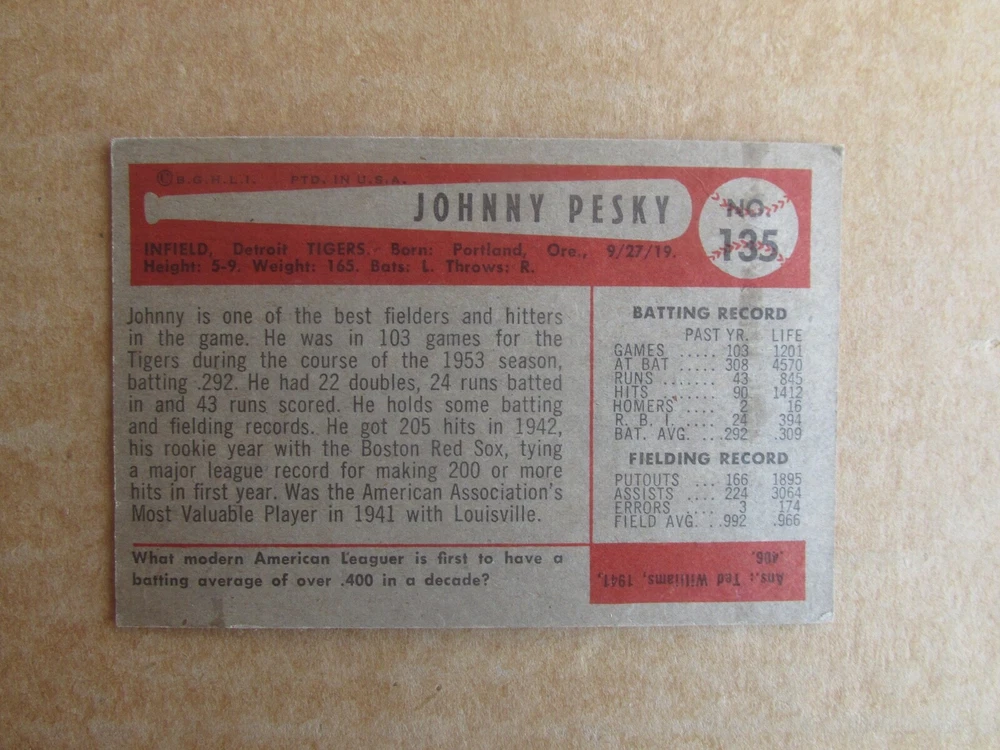 © B.G.H.L.I. PTD. IN U.S.A.
JOHNNY PESKY
NO.
135
INFIELD, Detroit TIGERS. Born: Portland, Ore., 9/27/19.
Height: 5-9. Weight: 165. Bats: L. Throws: R.
Johnny is one of the best fielders and hitters
in the game. He was in 103 games for the
Tigers during the course of the 1953 season,
batting .292. He had 22 doubles, 24 runs batted
in and 43 runs scored. He holds some batting
and fielding records. He got 205 hits in 1942,
his rookie year with the Boston Red Sox, tying
a major league record for making 200 or more
hits in first year. Was the American Association's
Most Valuable Player in 1941 with Louisville.
BATTING RECORD
PAST YR. LIFE
GAMES ..... 103 1201
AT BAT ..... 308 4570
RUNS ....... 43 845
HITS ....... 90 1412
HOMERS .... 2 16
R. B. I. .... 24 394
BAT. AVG. .. .292 .309
FIELDING RECORD
PUTOUTS ... 166 1895
ASSISTS .... 224 3064
ERRORS .... 3 174
FIELD AVG. . .992 .966
What modern American Leaguer is first to have a
batting average of over .400 in a decade?
Ans.: Ted Williams, 1941,
.406.